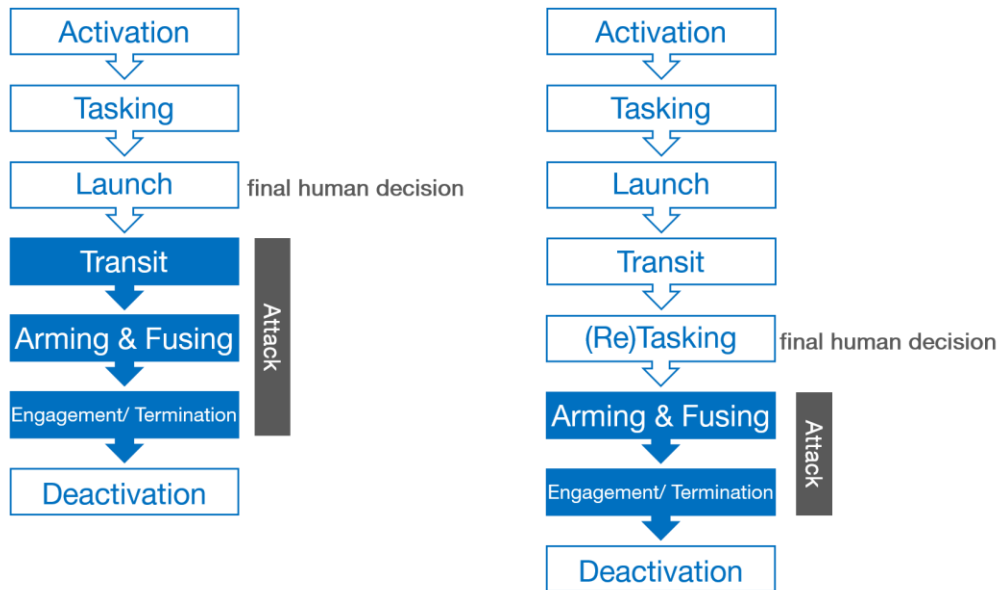 Activation
Tasking
Launch
final human decision
Transit
Arming & Fusing
Engagement/ Termination
Attack
Deactivation
Activation
Tasking
Launch
Transit
(Re)Tasking
final human decision
Arming & Fusing
Engagement/ Termination
Attack
Deactivation